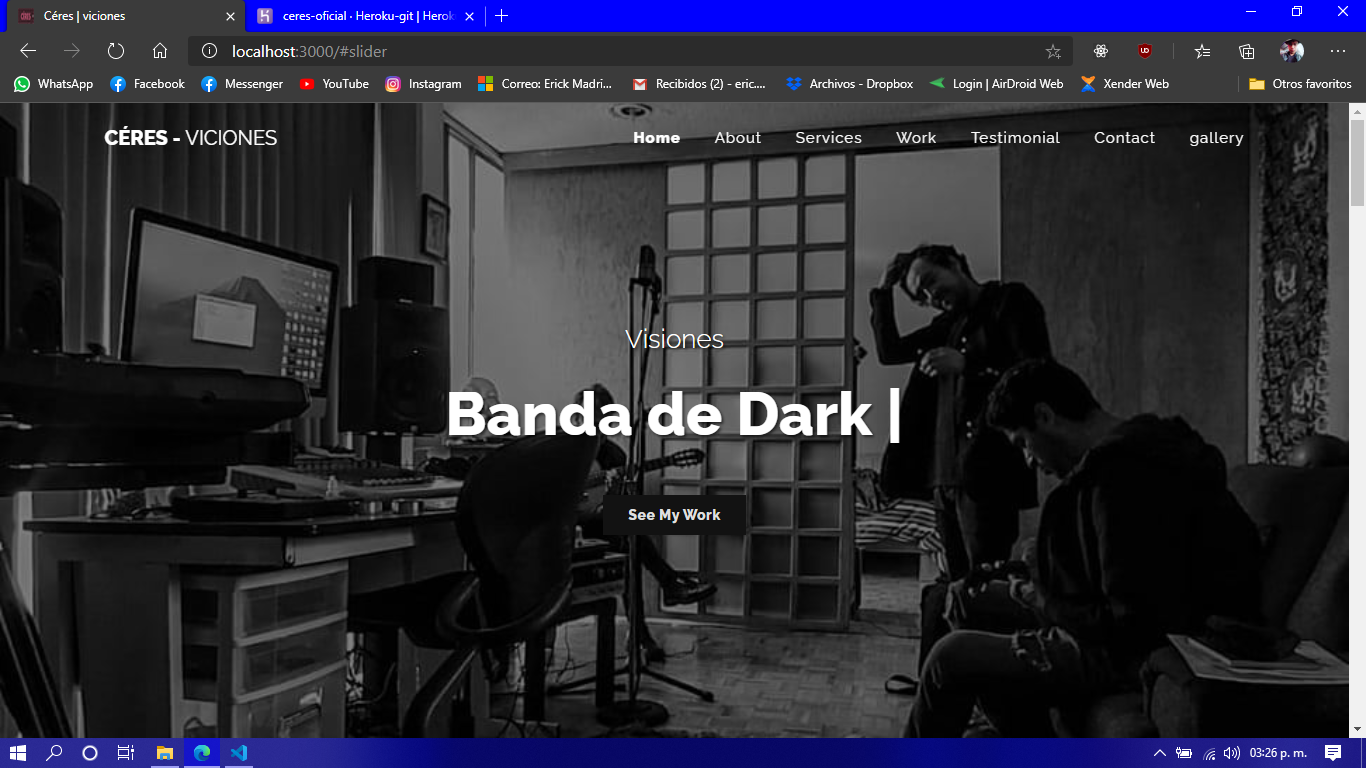 Céres | viciones
ceres-oficial · Heroku-git | Herok
localhost:3000/#slider
WhatsApp Facebook Messenger YouTube Instagram Correo: Erick Madri... Recibidos (2) - eric.... Archivos - Dropbox Login | AirDroid Web Xender Web Otros favoritos
CÉRES - VICIONES
Home About Services Work Testimonial Contact gallery
Visiones
Banda de Dark |
See My Work
03:26 p. m.